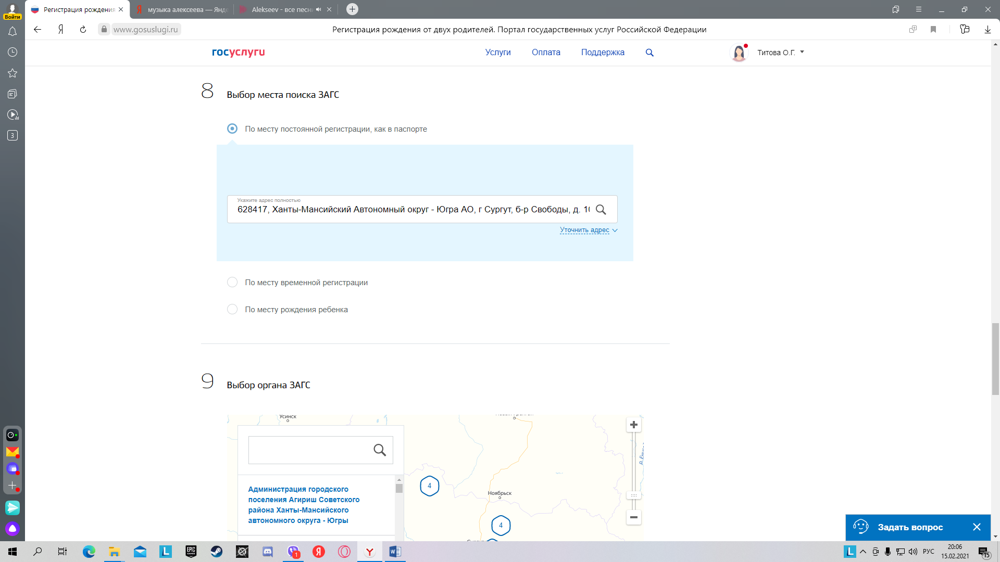 Войти
Регистрация рождения
музыка алексеева — Янде
Alekseev - все песни
www.gosuslugi.ru
Регистрация рождения от двух родителей. Портал государственных услуг Российской Федерации
3
госуслуги
Услуги
Оплата
Поддержка
Титова О.Г.
8
Выбор места поиска ЗАГС
По месту постоянной регистрации, как в паспорте
Укажите адрес полностью
628417, Ханты-Мансийский Автономный округ - Югра АО, г Сургут, б-р Свободы, д. 10
Уточнить адрес
По месту временной регистрации
По месту рождения ребенка
9
Выбор органа ЗАГС
Усинск
4
Ноябрьск
4
Администрация городского
поселения Агириш Советского
района Ханты-Мансийского
автономного округа - Югры
Задать вопрос
EPIC
GAMES
1
РУС
20:06
15.02.2021
15